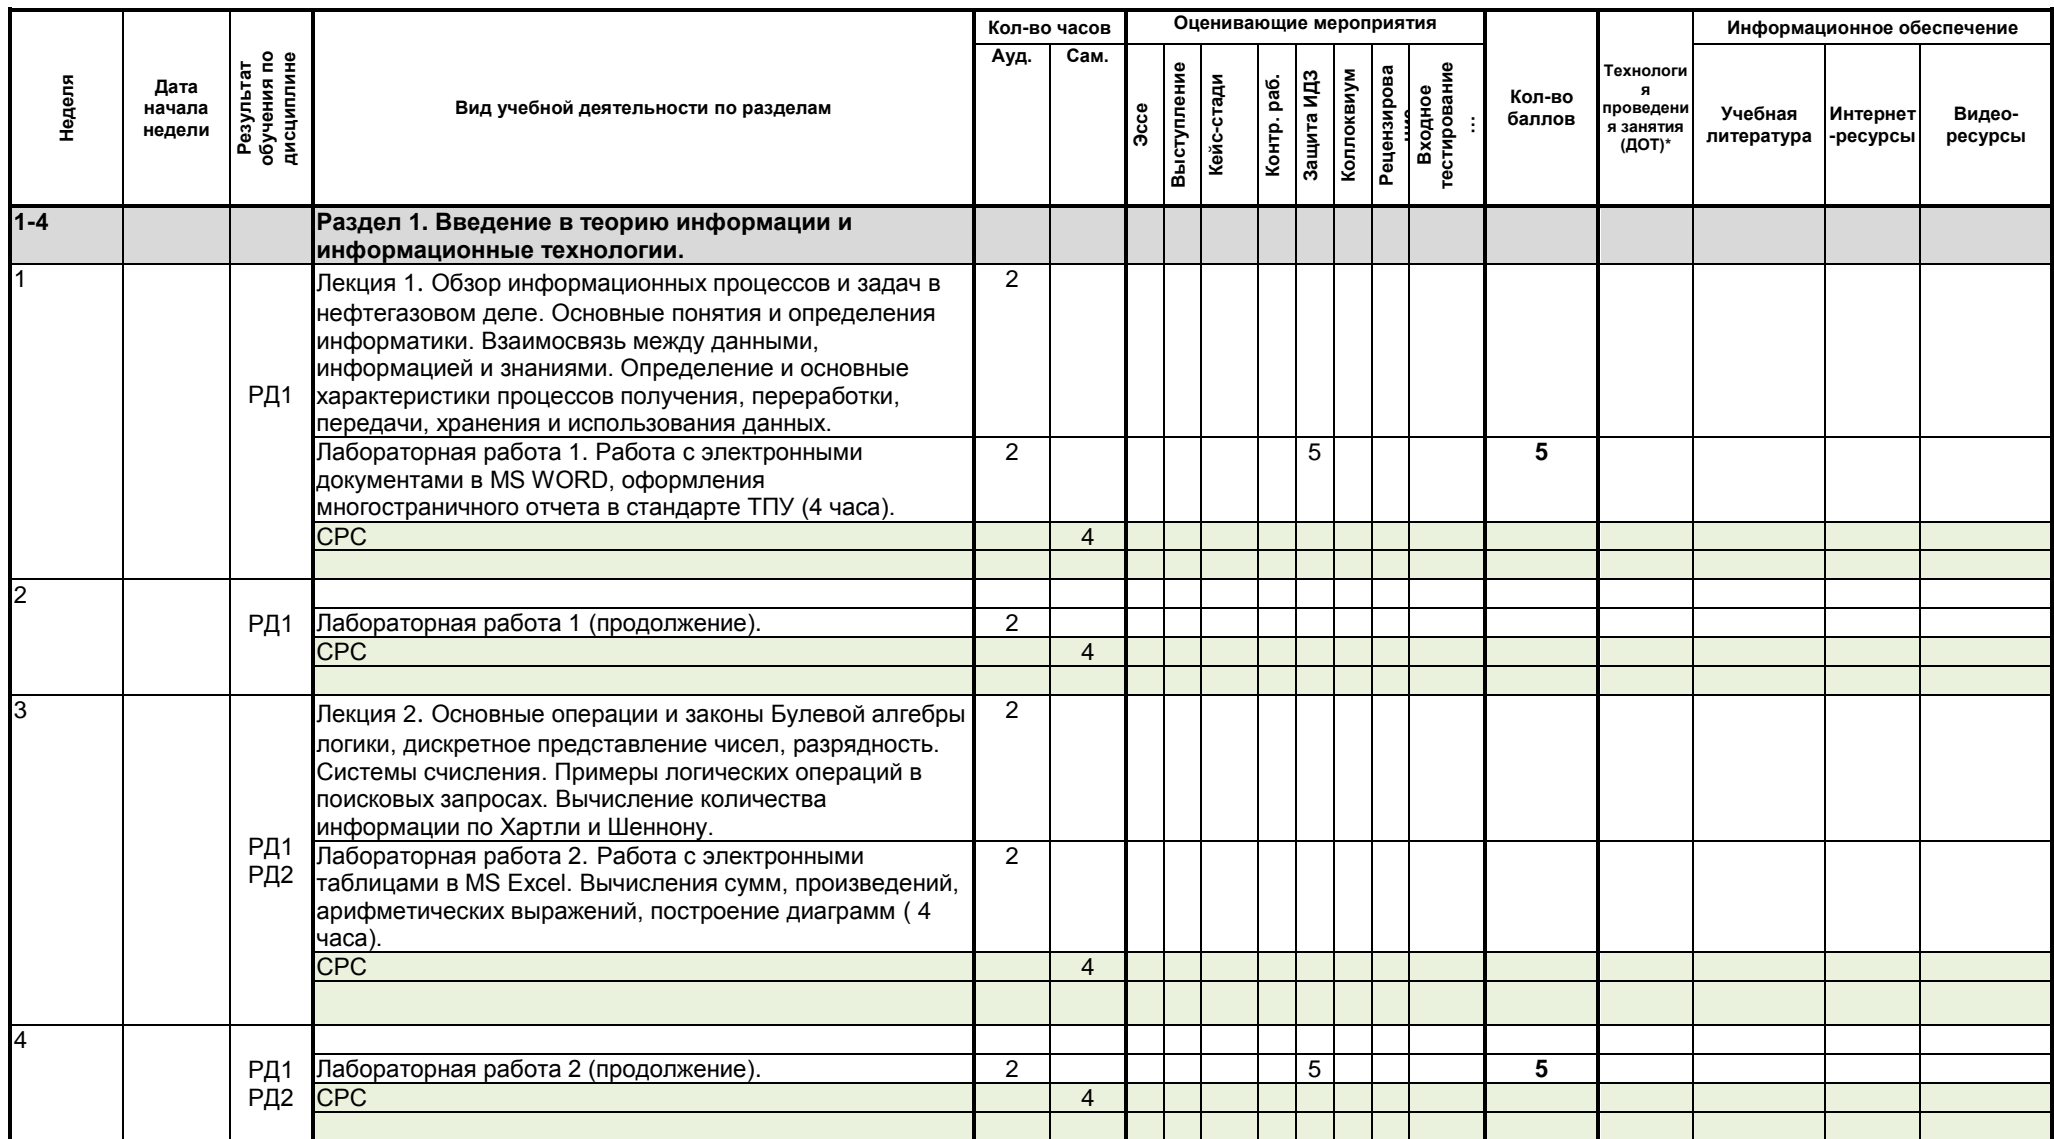 Неделя
Дата
начала
недели
Результат
обучения по
дисциплине
Вид учебной деятельности по разделам
Кол-во часов
Ауд.
Сам.
Оценивающие мероприятия
Эссе
Выступление
Кейс-стади
Контр. раб.
Защита ИДЗ
Коллоквиум
Рецензирова
Входное
тестирование
…
Кол-во
баллов
Технологи
я
проведени
я занятия
(ДОТ)*
Информационное обеспечение
Учебная
литература
Интернет
-ресурсы
Видео-
ресурсы
1-4
Раздел 1. Введение в теорию информации и
информационные технологии.
1
РД1
Лекция 1. Обзор информационных процессов и задач в
нефтегазовом деле. Основные понятия и определения
информатики. Взаимосвязь между данными,
информацией и знаниями. Определение и основные
характеристики процессов получения, переработки,
передачи, хранения и использования данных.
2
Лабораторная работа 1. Работа с электронными
документами в MS WORD, оформления
многостраничного отчета в стандарте ТПУ (4 часа).
2
5
5
СРС
4
2
РД1
Лабораторная работа 1 (продолжение).
2
СРС
4
3
РД1
РД2
Лекция 2. Основные операции и законы Булевой алгебры
логики, дискретное представление чисел, разрядность.
Системы счисления. Примеры логических операций в
поисковых запросах. Вычисление количества
информации по Хартли и Шеннону.
2
Лабораторная работа 2. Работа с электронными
таблицами в MS Excel. Вычисления сумм, произведений,
арифметических выражений, построение диаграмм ( 4
часа).
2
СРС
4
4
РД1
РД2
Лабораторная работа 2 (продолжение).
2
5
5
СРС
4